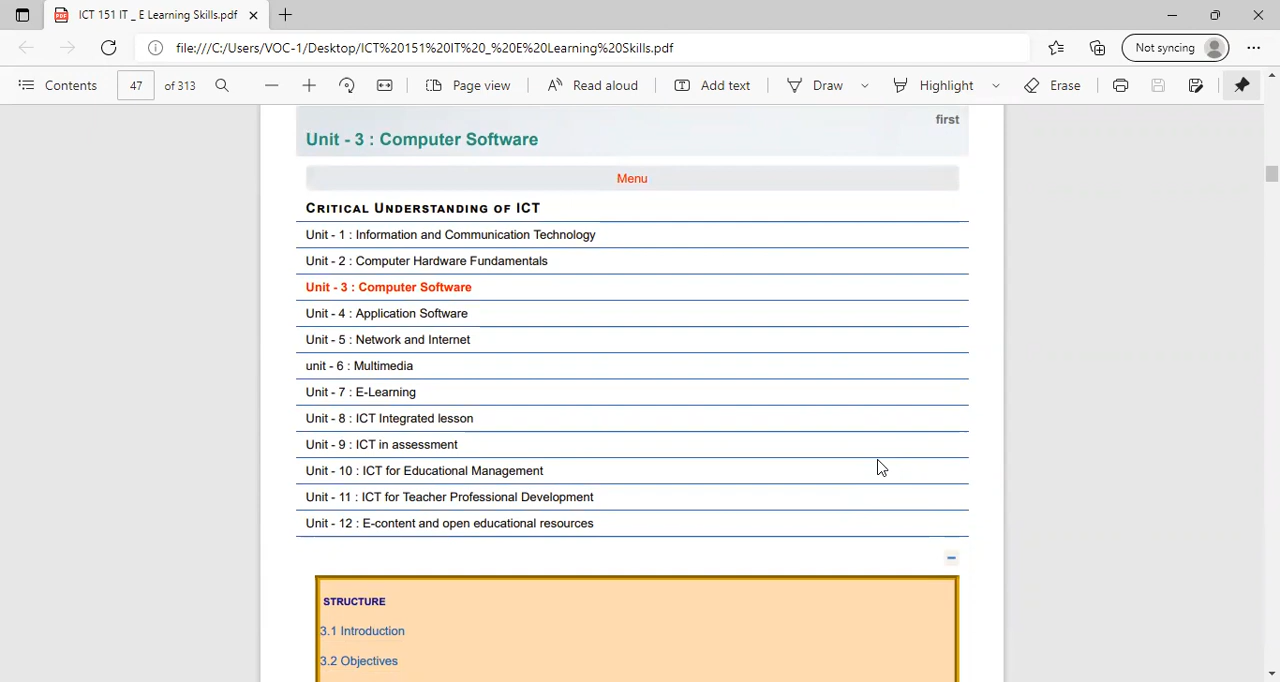 ICT 151 IT _ E Learning Skills.pdf
file:///C:/Users/VOC-1/Desktop/ICT%20151%20IT%20_%20E%20Learning%20Skills.pdf
Not syncing
Contents
47 of 313
Page view
Read aloud
Add text
Draw
Highlight
Erase
first
Unit - 3 : Computer Software
Menu
CRITICAL UNDERSTANDING OF ICT
Unit - 1 : Information and Communication Technology
Unit - 2 : Computer Hardware Fundamentals
Unit - 3 : Computer Software
Unit - 4 : Application Software
Unit - 5 : Network and Internet
unit - 6 : Multimedia
Unit - 7 : E-Learning
Unit - 8 : ICT Integrated lesson
Unit - 9 : ICT in assessment
Unit - 10 : ICT for Educational Management
Unit - 11 : ICT for Teacher Professional Development
Unit - 12 : E-content and open educational resources
STRUCTURE
3.1 Introduction
3.2 Objectives